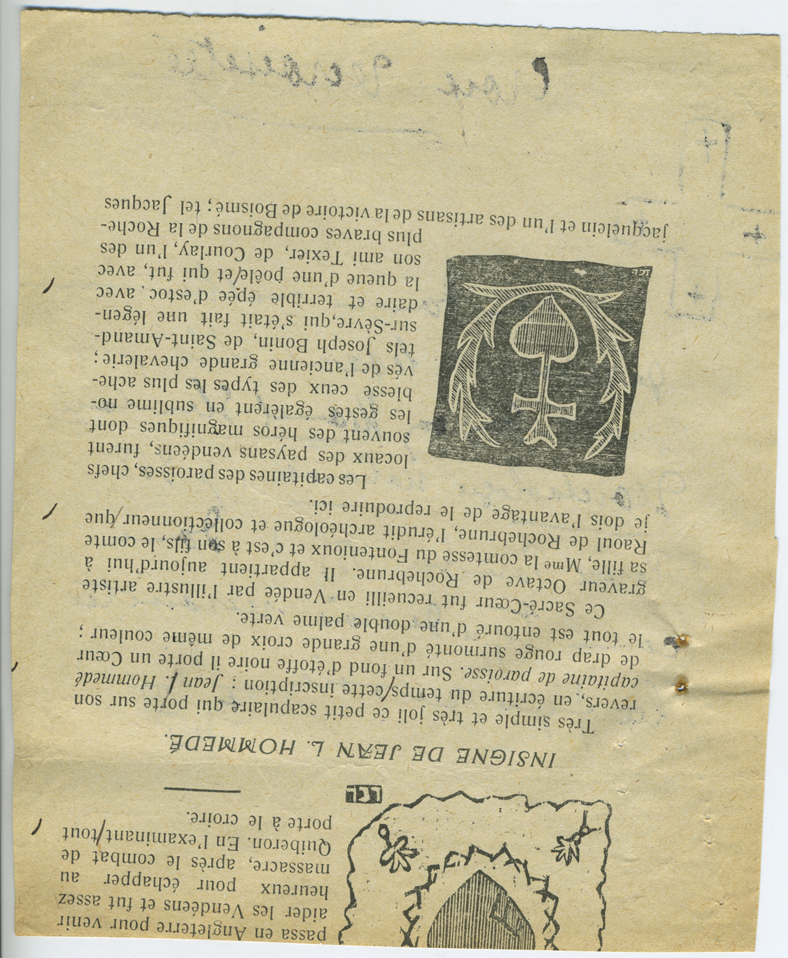 passa en Angleterre pour venir
aider les Vendéens et fut assez
heureux pour échapper au
massacre, après le combat de
Quiberon. En l'examinant/tout
porte à le croire.
INSIGNE DE JEAN L. HOMMEDÉ.
Très simple et très joli ce petit scapulaire qui porte sur son
revers, en écriture du temps/cette inscription : Jean l. Hommedé
capitaine de paroisse. Sur un fond d'étoffe noire il porte un Cœur
de drap rouge surmonté d'une grande croix de même couleur ;
le tout est entouré d'une double palme verte.
Ce Sacré-Cœur fut recueilli en Vendée par l'illustre artiste
graveur Octave de Rochebrune. Il appartient aujourd'hui à
sa fille, Mme la comtesse du Fontenioux et c'est à son fils, le comte
Raoul de Rochebrune, l'érudit archéologue et collectionneur/que
je dois l'avantage de le reproduire ici.
Les capitaines des paroisses, chefs
locaux des paysans vendéens, furent
souvent des héros magnifiques dont
les gestes égalèrent en sublime no-
blesse ceux des types les plus ache-
vés de l'ancienne grande chevalerie ;
tels Joseph Bonin, de Saint-Amand-
sur-Sèvre, qui s'était fait une légen-
daire et terrible épée d'estoc, avec
la queue d'une poêle/et qui fut, avec
son ami Texier, de Courlay, l'un des
plus braves compagnons de la Roche-
jacquelein et l'un des artisans de la victoire de Boismé ; tel Jacques